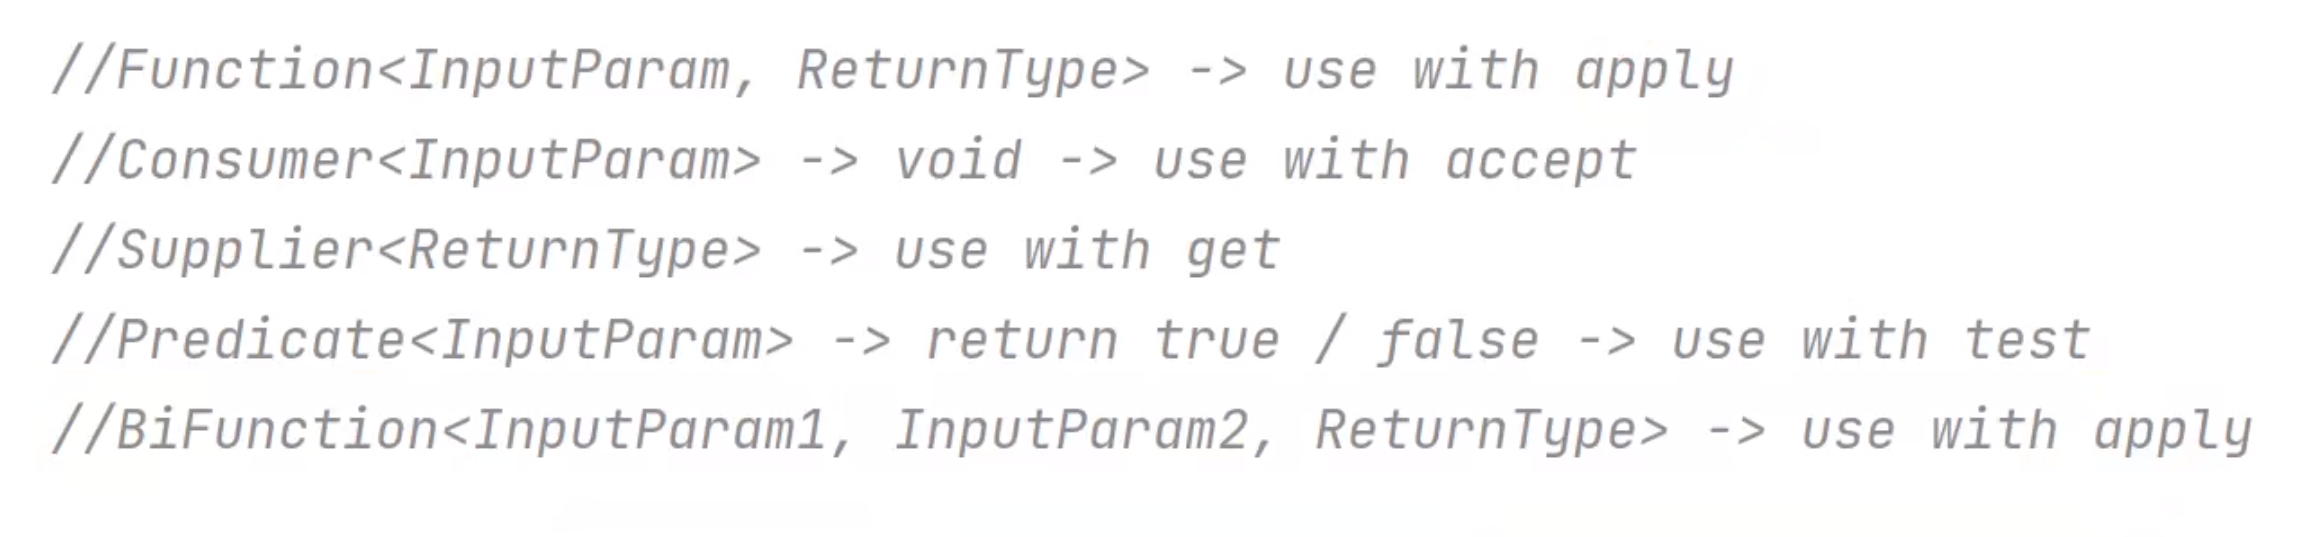 //Function<InputParam, ReturnType> -> use with apply
//Consumer<InputParam> -> void -> use with accept
//Supplier<ReturnType> -> use with get
//Predicate<InputParam> -> return true / false -> use with test
//BiFunction<InputParam1, InputParam2, ReturnType> -> use with apply